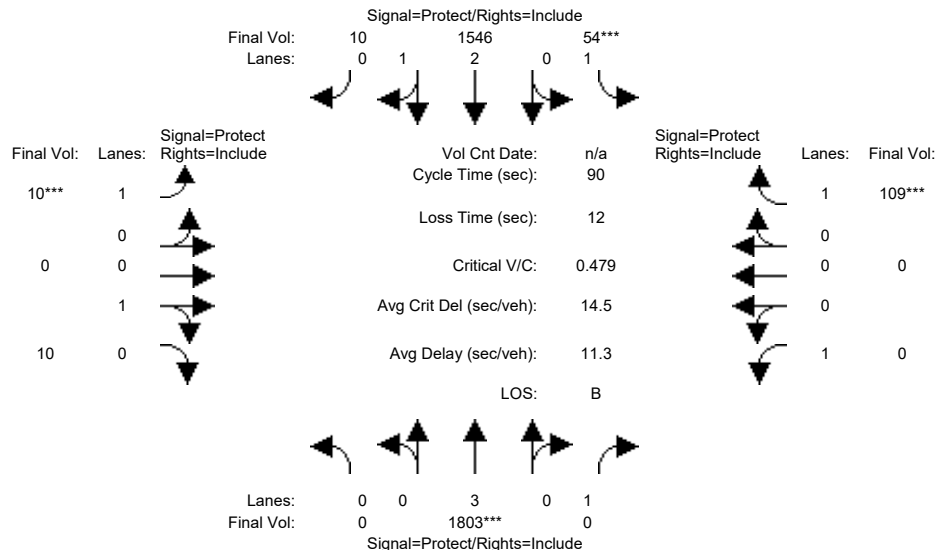 Signal=Protect/Rights=Include
Final Vol: 10 1546 54***
Lanes: 0 1 2 0 1
Signal=Protect Signal=Protect
Final Vol: Lanes: Rights=Include Vol Cnt Date: n/a Rights=Include Lanes: Final Vol:
Cycle Time (sec): 90
10*** 1 1 109***
Loss Time (sec): 12
0 0
0 0 Critical V/C: 0.479 0 0
1 Avg Crit Del (sec/veh): 14.5 0
10 0 Avg Delay (sec/veh): 11.3 1 0
LOS: B
Lanes: 0 0 3 0 1
Final Vol: 0 1803*** 0
Signal=Protect/Rights=Include